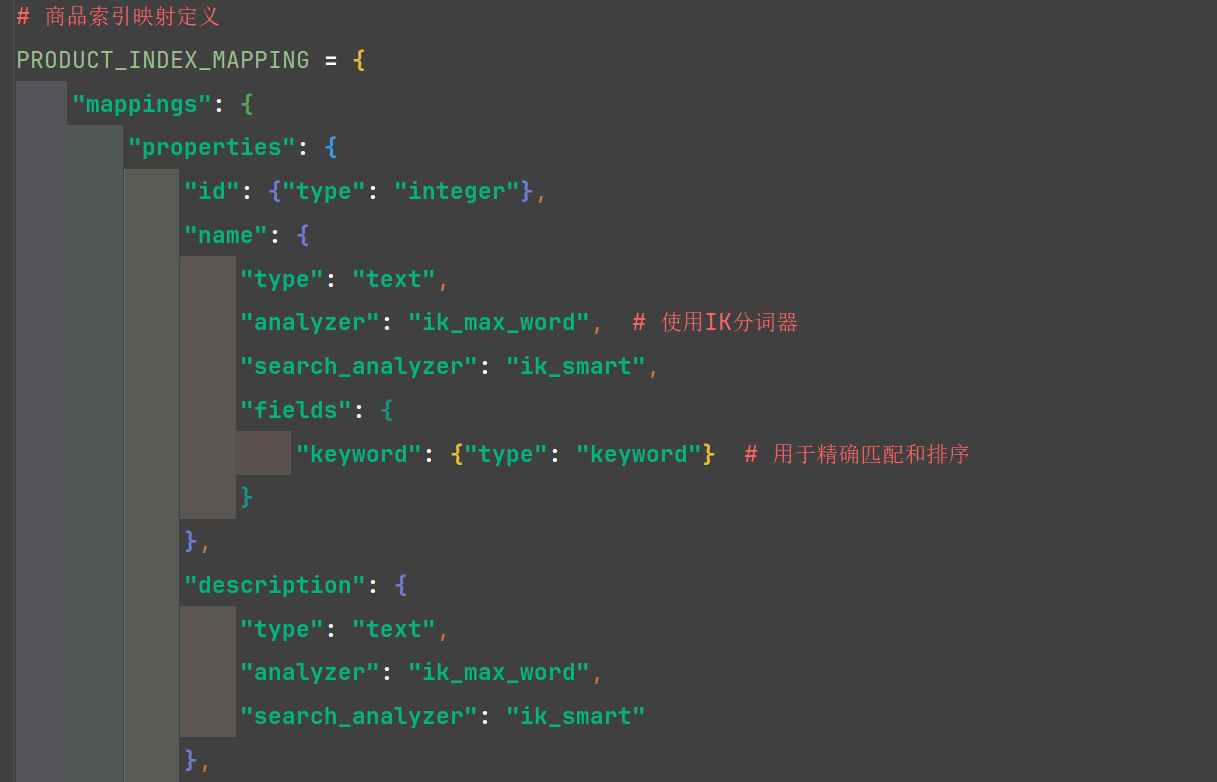 # 商品索引映射定义
PRODUCT_INDEX_MAPPING = {
"mappings": {
"properties": {
"id": {"type": "integer"},
"name": {
"type": "text",
"analyzer": "ik_max_word",  # 使用IK分词器
"search_analyzer": "ik_smart",
"fields": {
"keyword": {"type": "keyword"}  # 用于精确匹配和排序
}
},
"description": {
"type": "text",
"analyzer": "ik_max_word",
"search_analyzer": "ik_smart"
},